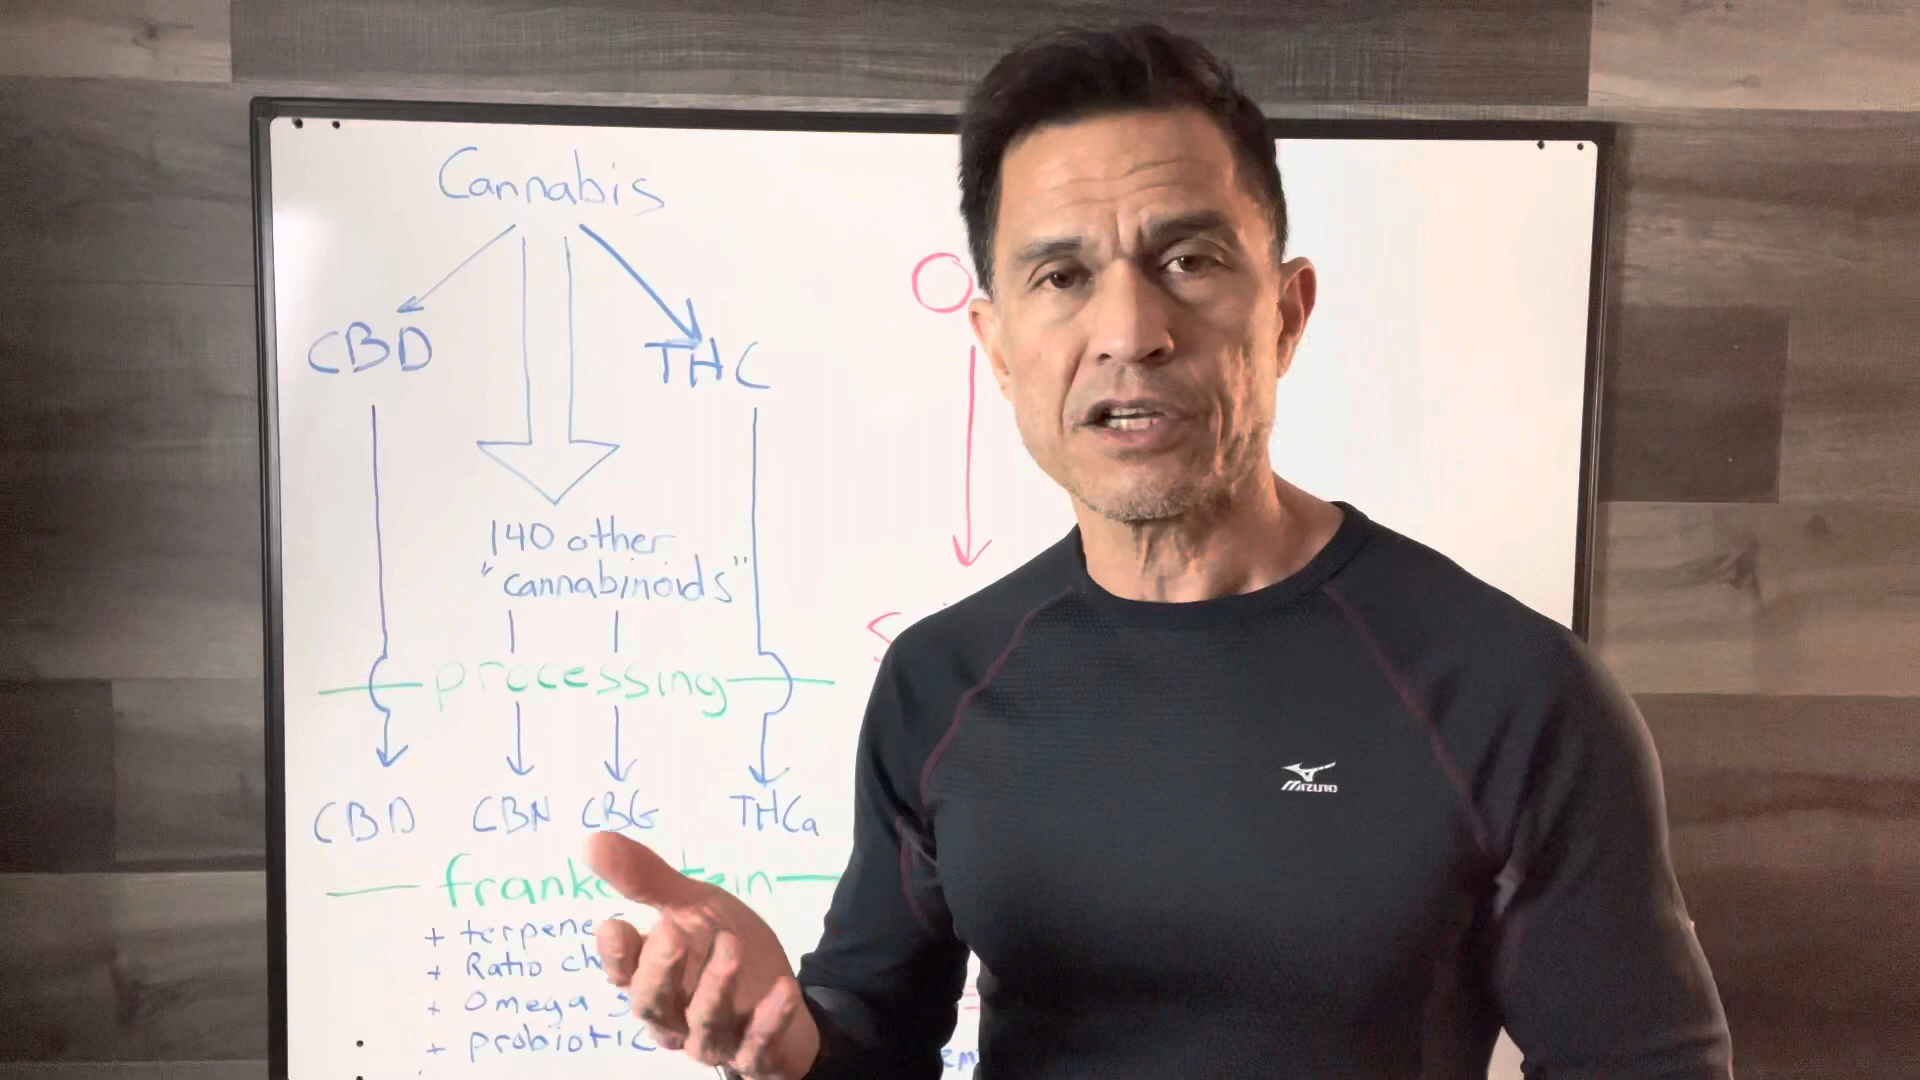 Cannabis
CBD
THC
140 other
"cannabinoids"
processing
CBD CBN CBG THCa
+ terpene
+ Ratio
+ Omega
+ probiotic
MIZUNO